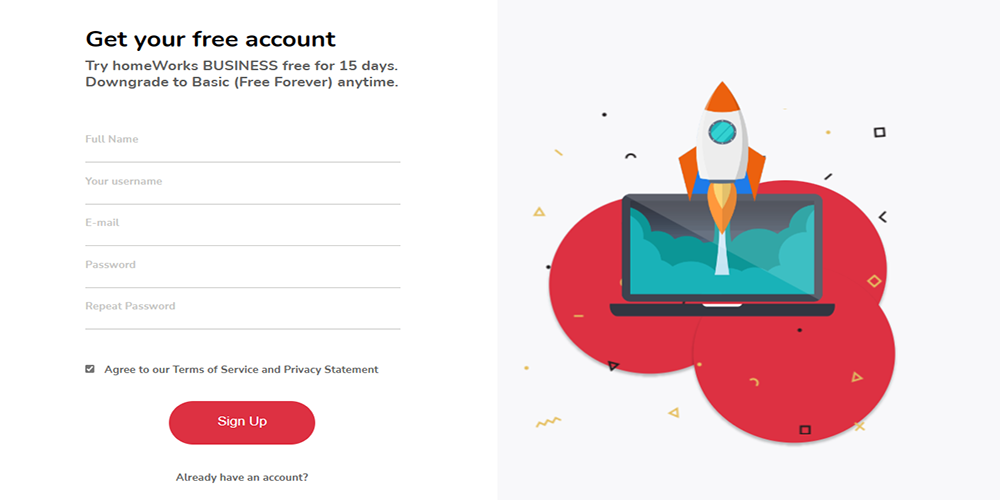 Get your free account
Try homeWorks BUSINESS free for 15 days.
Downgrade to Basic (Free Forever) anytime.
Full Name
Your username
E-mail
Password
Repeat Password
Agree to our Terms of Service and Privacy Statement
Sign Up
Already have an account?